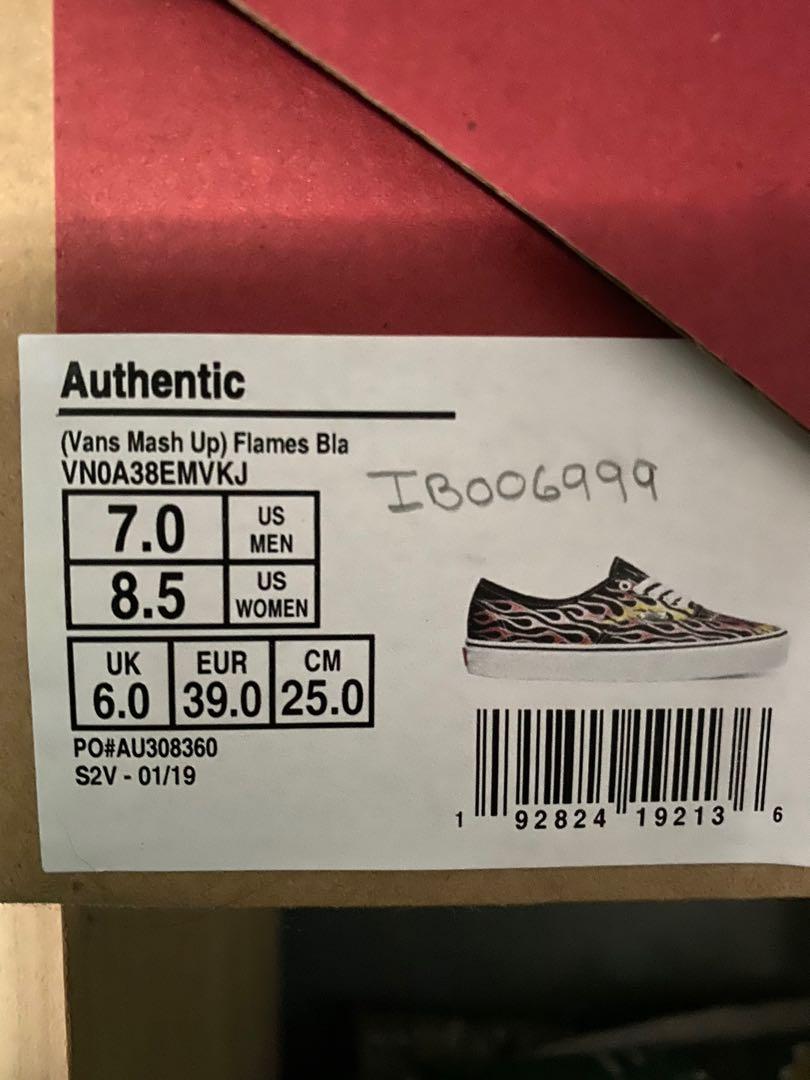 Authentic
(Vans Mash Up) Flames Bla
VN0A38EMVKJ
IB006999
7.0 US MEN
8.5 US WOMEN
UK EUR CM
6.0 39.0 25.0
PO#AU308360
S2V - 01/19
1 92824 19213 6